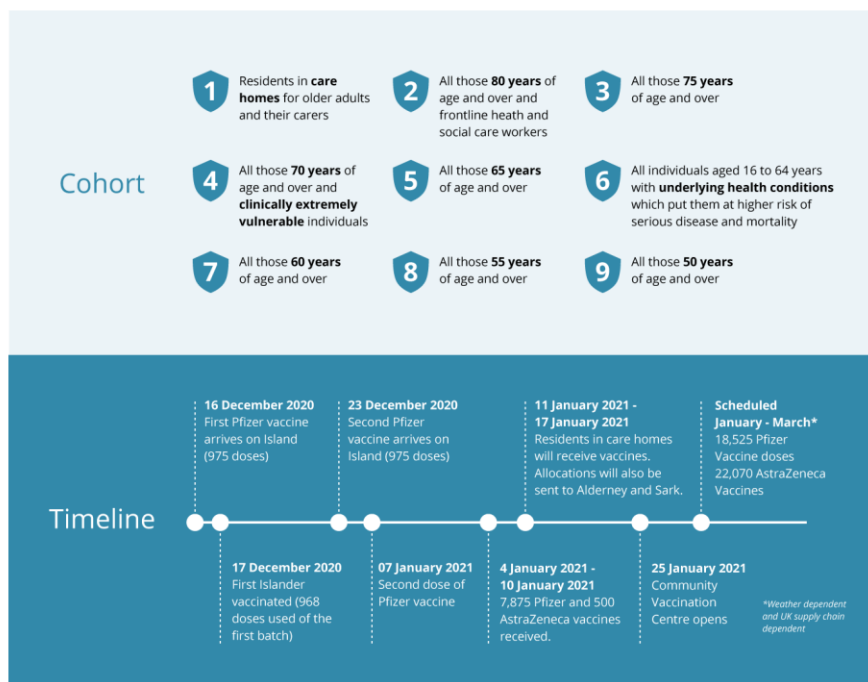 Cohort
1
Residents in care
homes for older adults
and their carers
2
All those 80 years of
age and over and
frontline heath and
social care workers
3
All those 75 years
of age and over
4
All those 70 years of
age and over and
clinically extremely
vulnerable individuals
5
All those 65 years
of age and over
6
All individuals aged 16 to 64 years
with underlying health conditions
which put them at higher risk of
serious disease and mortality
7
All those 60 years
of age and over
8
All those 55 years
of age and over
9
All those 50 years
of age and over
Timeline
16 December 2020
First Pfizer vaccine
arrives on Island
(975 doses)
17 December 2020
First Islander
vaccinated (968
doses used of the
first batch)
23 December 2020
Second Pfizer
vaccine arrives on
Island (975 doses)
07 January 2021
Second dose of
Pfizer vaccine
4 January 2021 -
10 January 2021
7,875 Pfizer and 500
AstraZeneca vaccines
received.
11 January 2021 -
17 January 2021
Residents in care homes
will receive vaccines.
Allocations will also be
sent to Alderney and Sark.
25 January 2021
Community
Vaccination
Centre opens
Scheduled
January - March*
18,525 Pfizer
Vaccine doses
22,070 AstraZeneca
Vaccines
*Weather dependent
and UK supply chain
dependent